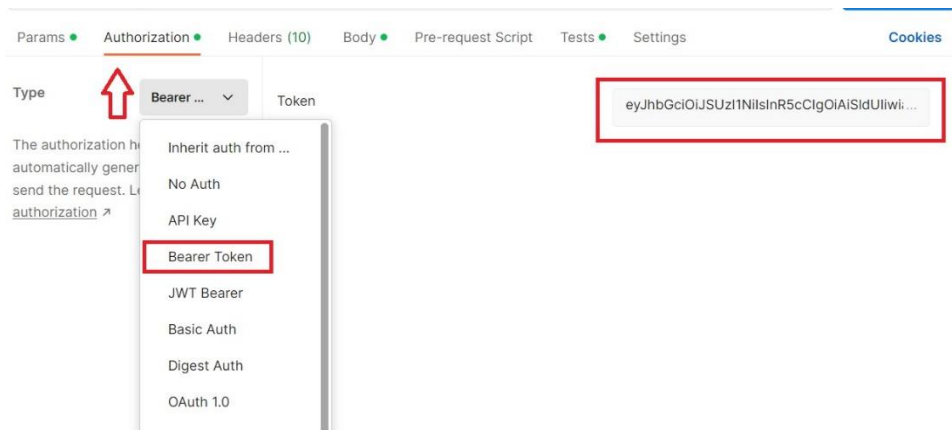 Params Authorization Headers (10) Body Pre-request Script Tests Settings Cookies
Type Bearer ... Token eyJhbGciOiJSUzI1NiIsInR5cCIgOiAiSldUIiwi...
The authorization he
automatically gener
send the request. Le
authorization ↗
Inherit auth from ...
No Auth
API Key
Bearer Token
JWT Bearer
Basic Auth
Digest Auth
OAuth 1.0